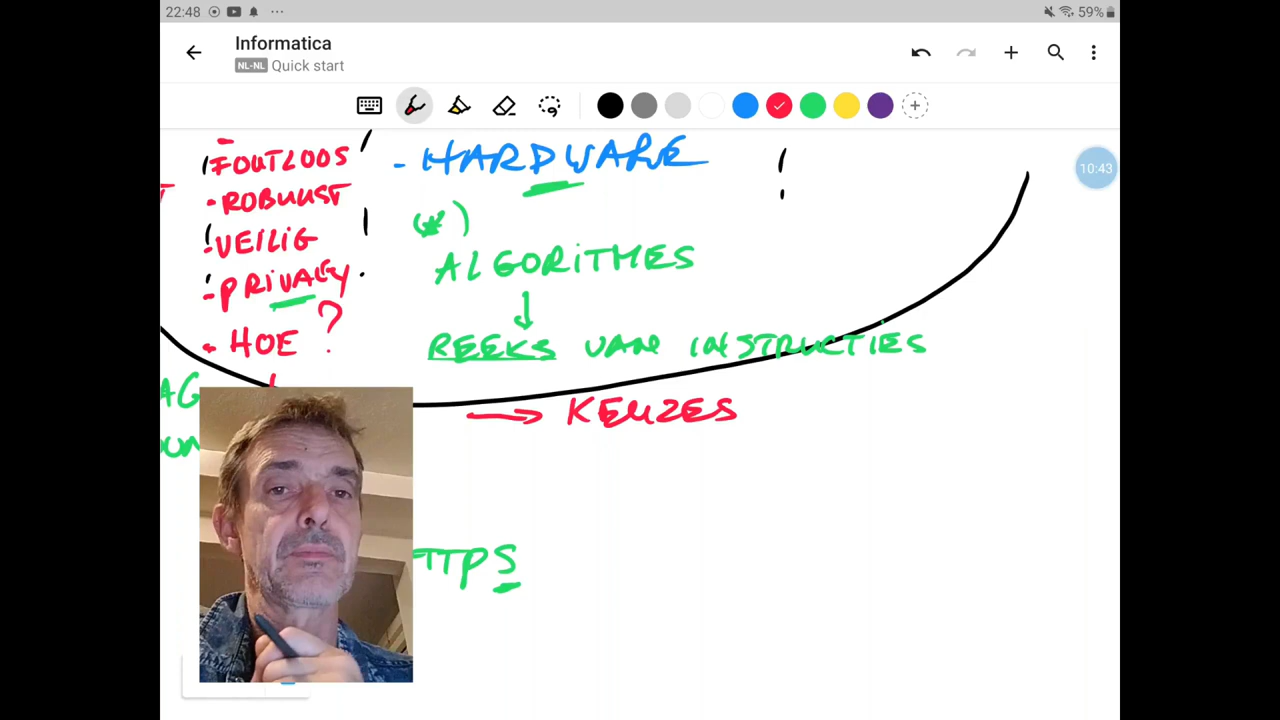 22:48
59%
Informatica
NL-NL Quick start
10:43
- FOUTLOOS
- ROBUUST
- VEILIG
- PRIVACY
- HOE ?
- HARDWARE
(*)
ALGORITMES
↓
REEKS VAN INSTRUCTIES
→ KEUZES
TTPS